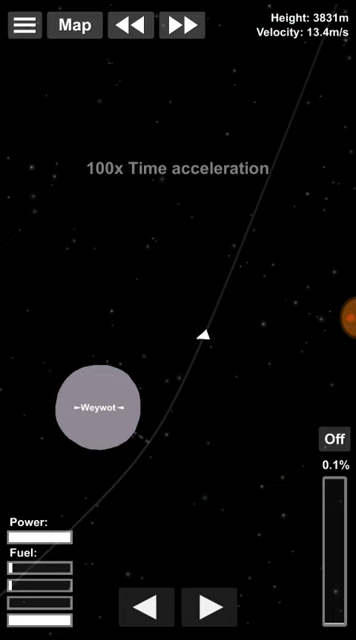 Map
Height: 3831m
Velocity: 13.4m/s
100x Time acceleration
Weywot
Off
0.1%
Power:
Fuel: